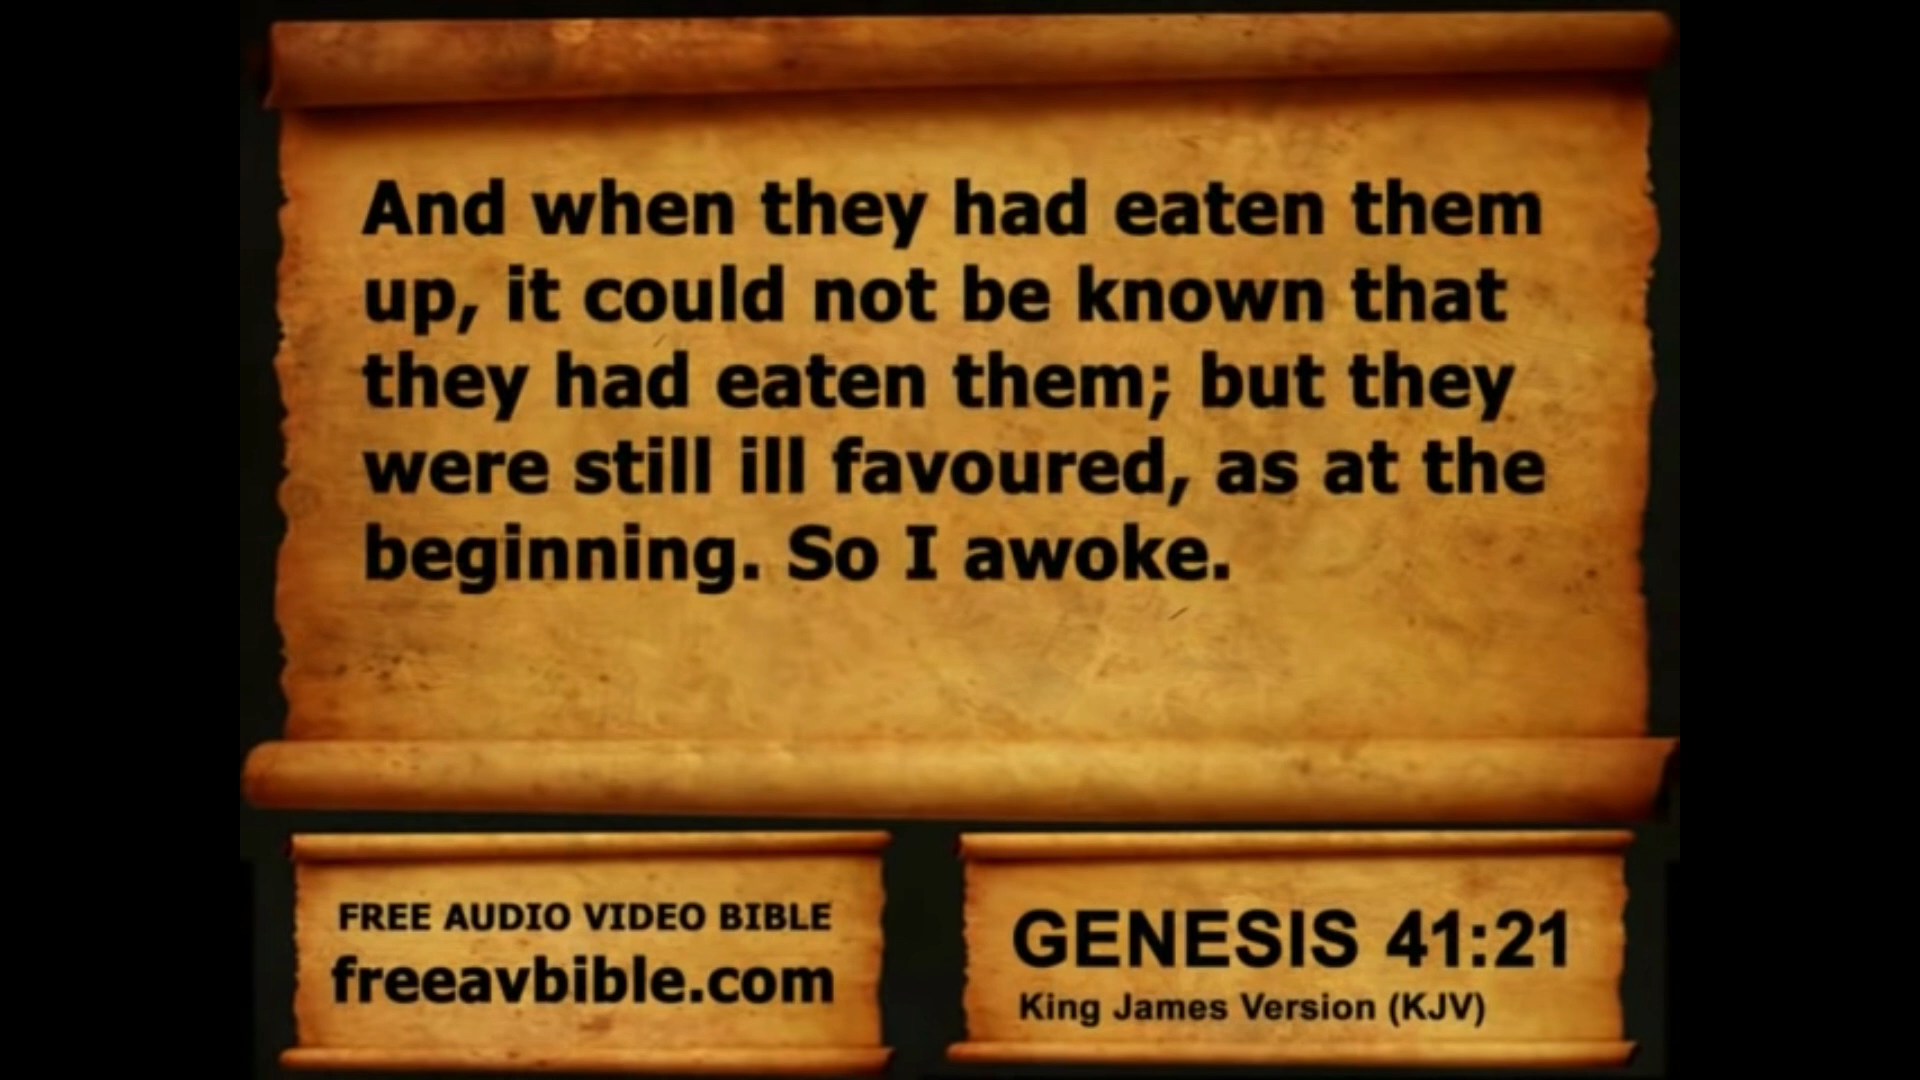 And when they had eaten them
up, it could not be known that
they had eaten them; but they
were still ill favoured, as at the
beginning. So I awoke.
FREE AUDIO VIDEO BIBLE
freeavbible.com
GENESIS 41:21
King James Version (KJV)